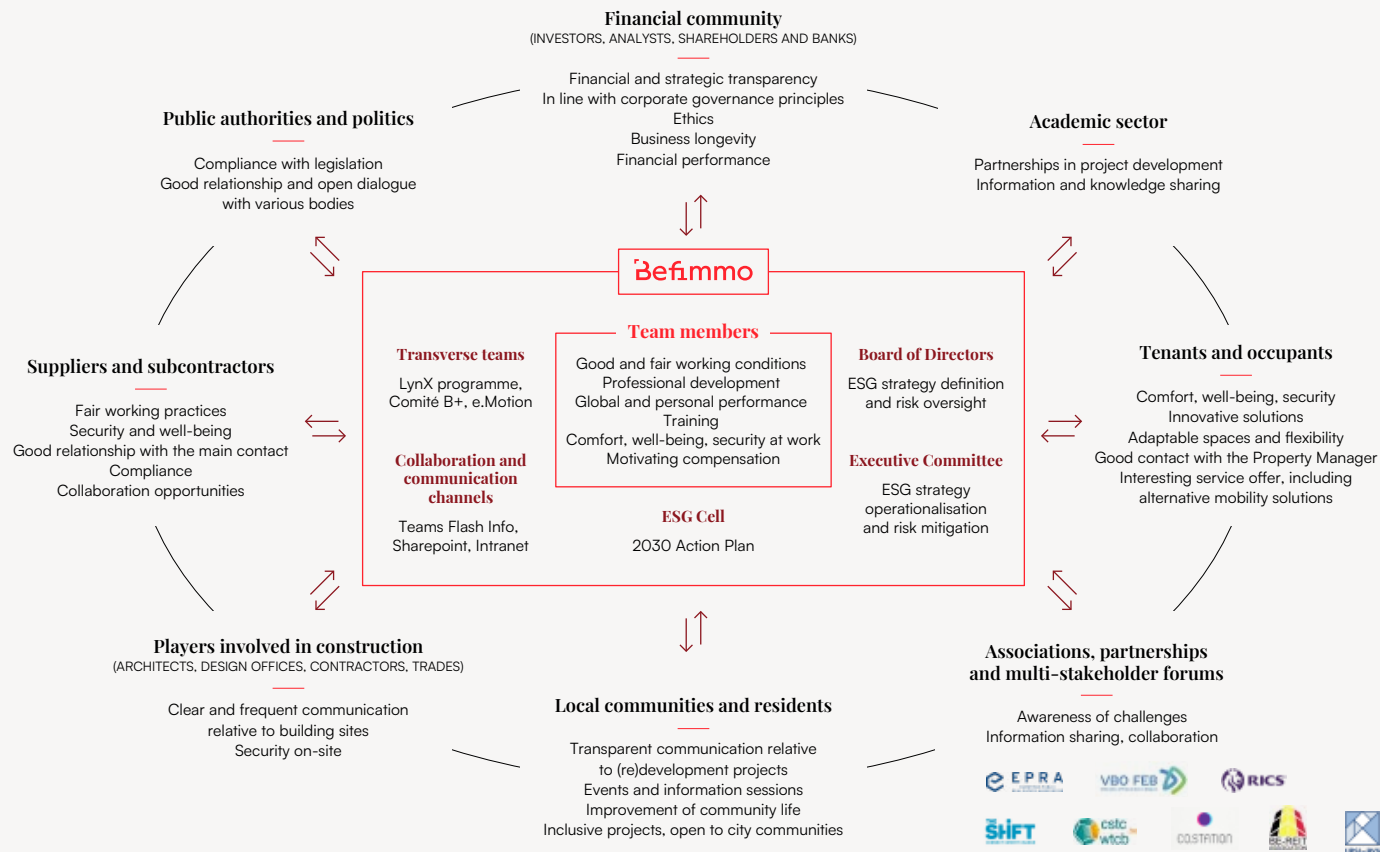 Financial community
(INVESTORS, ANALYSTS, SHAREHOLDERS AND BANKS)
Financial and strategic transparency
In line with corporate governance principles
Ethics
Business longevity
Financial performance
Public authorities and politics
Compliance with legislation
Good relationship and open dialogue
with various bodies
Academic sector
Partnerships in project development
Information and knowledge sharing
Befimmo
Team members
Good and fair working conditions
Professional development
Global and personal performance
Training
Comfort, well-being, security at work
Motivating compensation
Transverse teams
LynX programme,
Comité B+, e.Motion
Collaboration and
communication
channels
Teams Flash Info,
Sharepoint, Intranet
ESG Cell
2030 Action Plan
Board of Directors
ESG strategy definition
and risk oversight
Executive Committee
ESG strategy
operationalisation
and risk mitigation
Suppliers and subcontractors
Fair working practices
Security and well-being
Good relationship with the main contact
Compliance
Collaboration opportunities
Tenants and occupants
Comfort, well-being, security
Innovative solutions
Adaptable spaces and flexibility
Good contact with the Property Manager
Interesting service offer, including
alternative mobility solutions
Players involved in construction
(ARCHITECTS, DESIGN OFFICES, CONTRACTORS, TRADES)
Clear and frequent communication
relative to building sites
Security on-site
Local communities and residents
Transparent communication relative
to (re)development projects
Events and information sessions
Improvement of community life
Inclusive projects, open to city communities
Associations, partnerships
and multi-stakeholder forums
Awareness of challenges
Information sharing, collaboration
EPRA
VBO FEB
RICS
THE SHIFT
cstc
wtcb
CO.STATION
BE-REIT